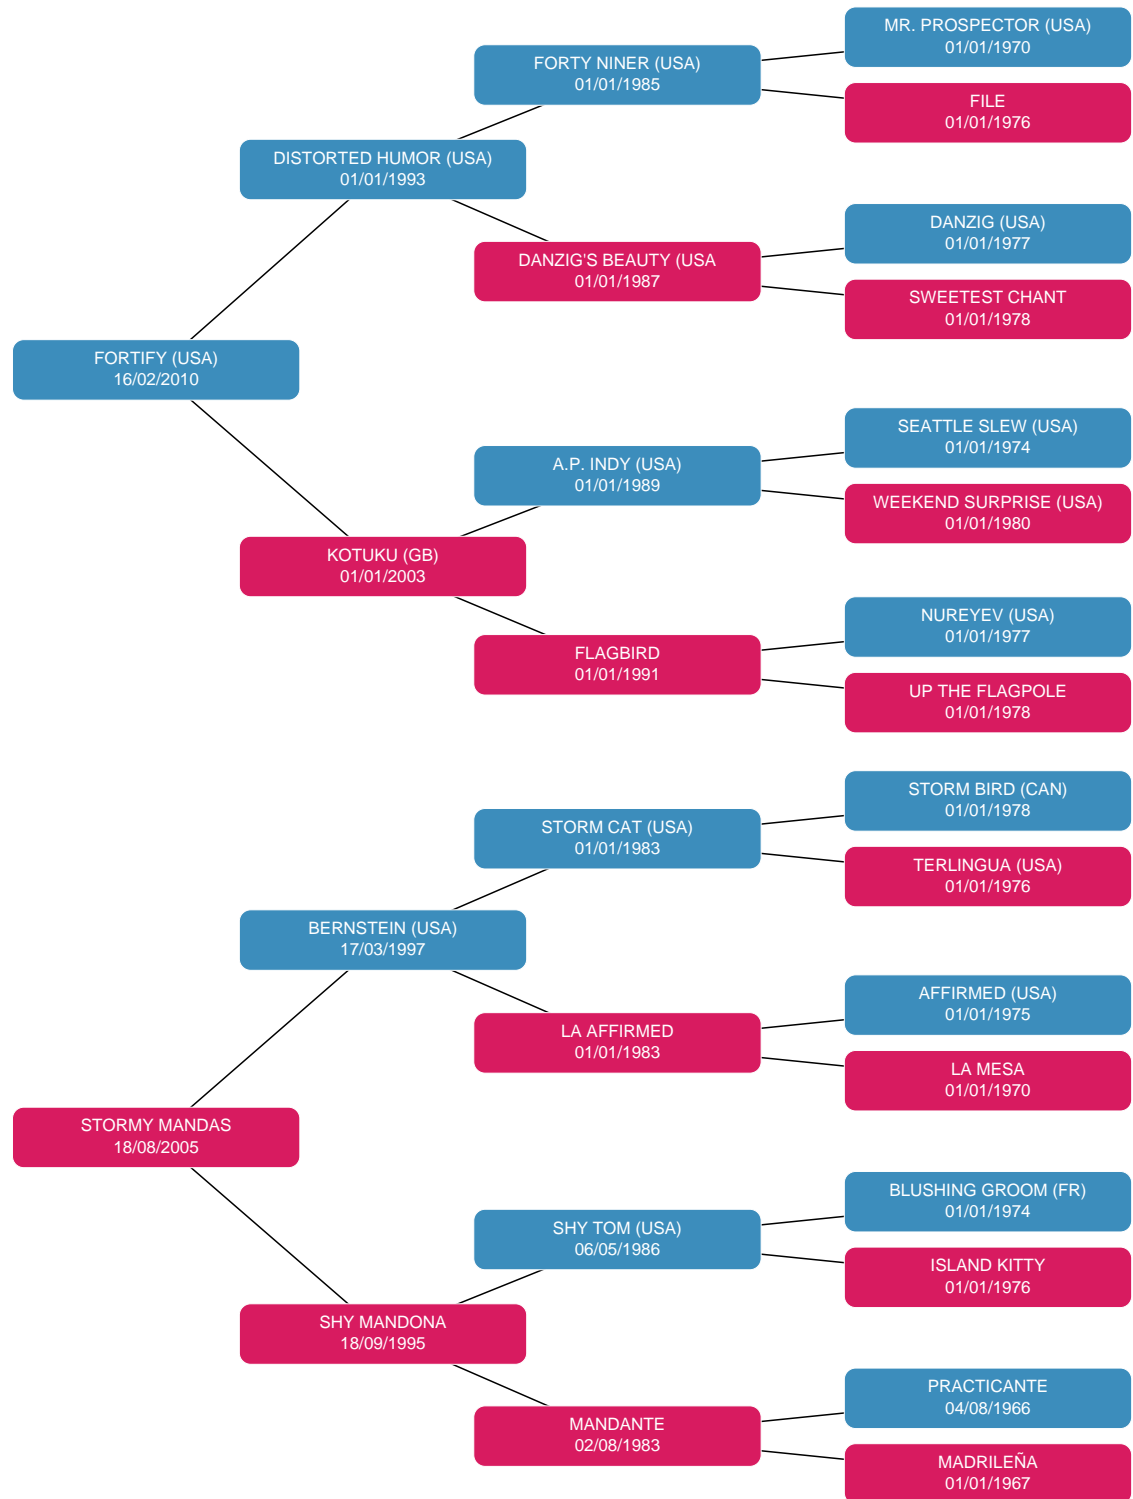 MR. PROSPECTOR (USA)
01/01/1970
FORTY NINER (USA)
01/01/1985
FILE
01/01/1976
DISTORTED HUMOR (USA)
01/01/1993
DANZIG (USA)
01/01/1977
DANZIG'S BEAUTY (USA
01/01/1987
SWEETEST CHANT
01/01/1978
FORTIFY (USA)
16/02/2010
SEATTLE SLEW (USA)
01/01/1974
A.P. INDY (USA)
01/01/1989
WEEKEND SURPRISE (USA)
01/01/1980
KOTUKU (GB)
01/01/2003
NUREYEV (USA)
01/01/1977
FLAGBIRD
01/01/1991
UP THE FLAGPOLE
01/01/1978
STORM BIRD (CAN)
01/01/1978
STORM CAT (USA)
01/01/1983
TERLINGUA (USA)
01/01/1976
BERNSTEIN (USA)
17/03/1997
AFFIRMED (USA)
01/01/1975
LA AFFIRMED
01/01/1983
LA MESA
01/01/1970
STORMY MANDAS
18/08/2005
BLUSHING GROOM (FR)
01/01/1974
SHY TOM (USA)
06/05/1986
ISLAND KITTY
01/01/1976
SHY MANDONA
18/09/1995
PRACTICANTE
04/08/1966
MANDANTE
02/08/1983
MADRILEÑA
01/01/1967